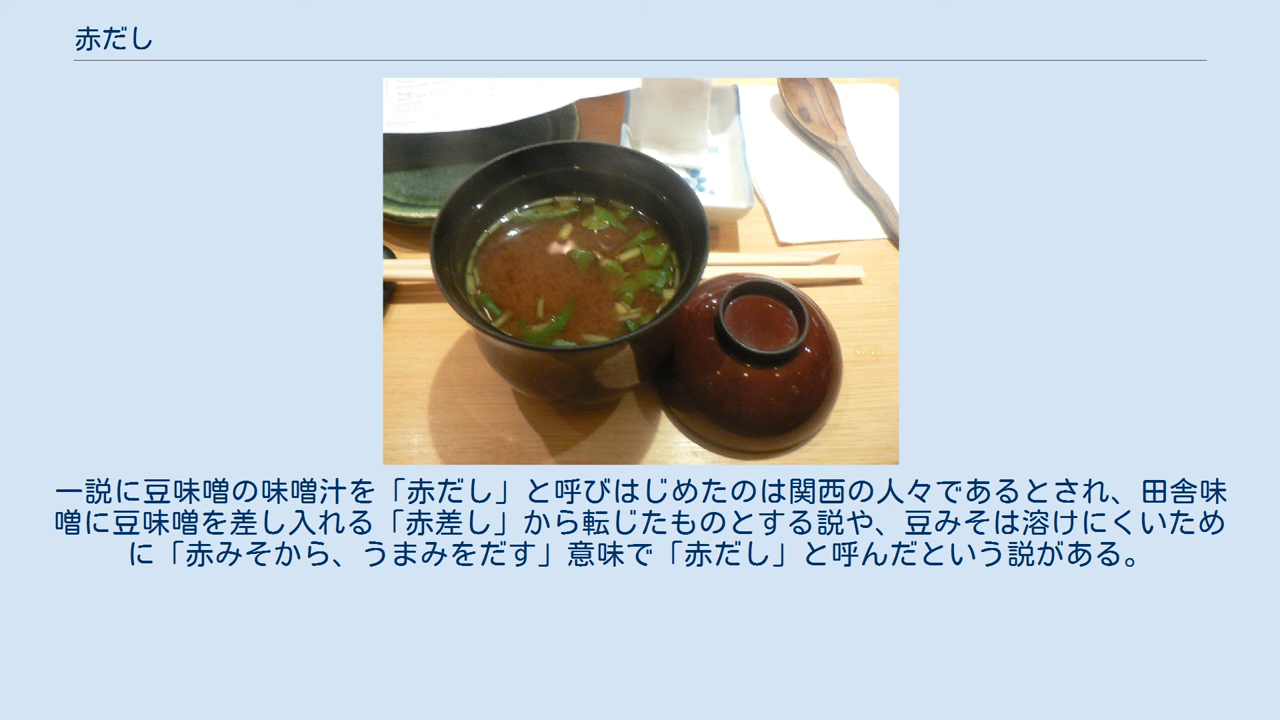 赤だし
一説に豆味噌の味噌汁を「赤だし」と呼びはじめたのは関西の人々であるとされ、田舎味
噌に豆味噌を差し入れる「赤差し」から転じたものとする説や、豆みそは溶けにくいため
に「赤みそから、うまみをだす」意味で「赤だし」と呼んだという説がある。